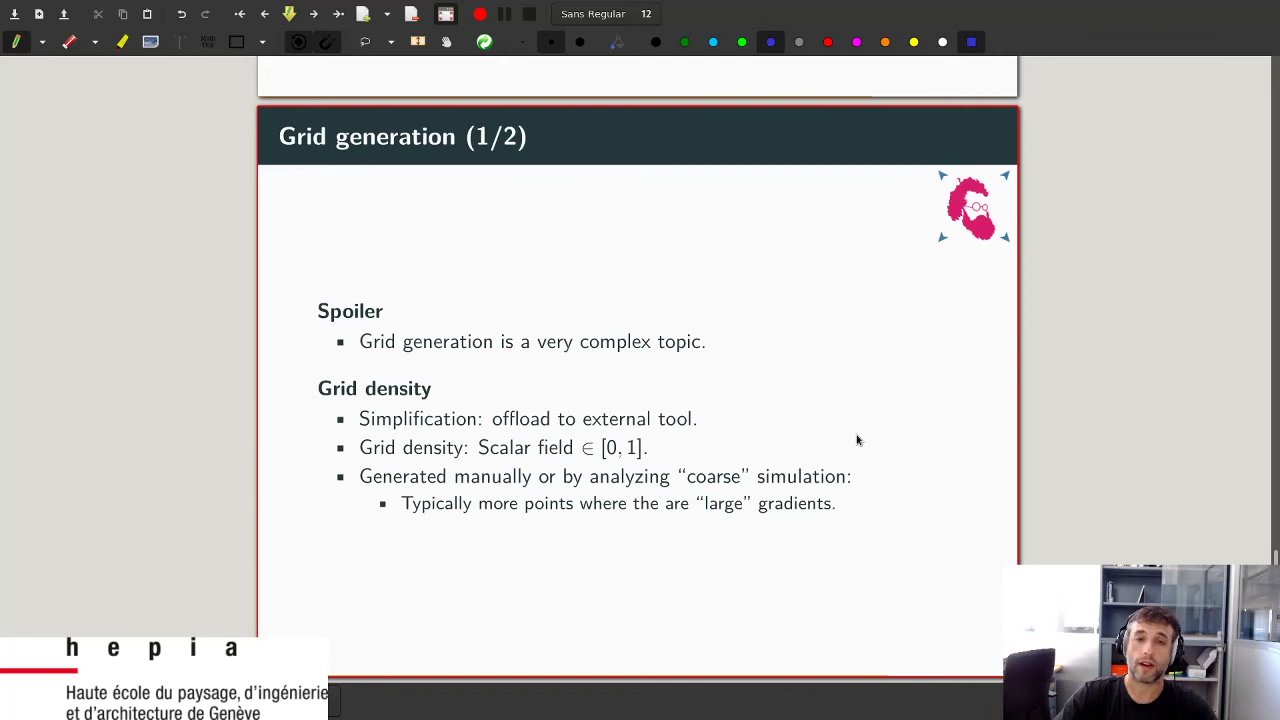 Sans Regular 12
Grid generation (1/2)
Spoiler
▪ Grid generation is a very complex topic.
Grid density
▪ Simplification: offload to external tool.
▪ Grid density: Scalar field ∈ [0, 1].
▪ Generated manually or by analyzing “coarse” simulation:
▪ Typically more points where the are “large” gradients.
h e p i a
Haute école du paysage, d'ingénierie
et d'architecture de Genève